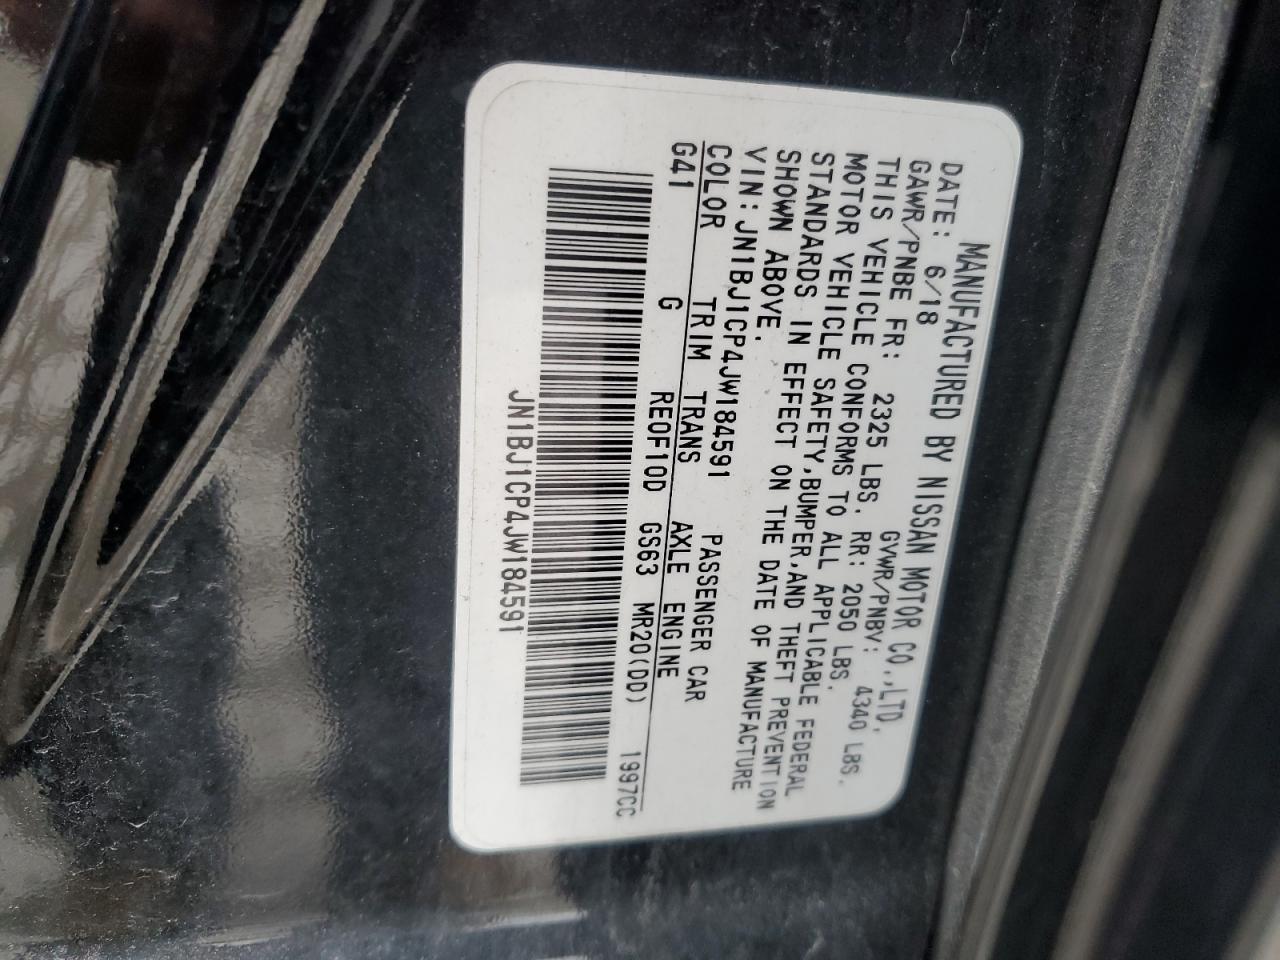 MANUFACTURED BY NISSAN MOTOR CO.,LTD.
DATE: 6/18 GVWR/PNBV: 4340 LBS.
GAWR/PNBE FR: 2325 LBS. RR: 2050 LBS.
THIS VEHICLE CONFORMS TO ALL APPLICABLE FEDERAL
MOTOR VEHICLE SAFETY,BUMPER,AND THEFT PREVENTION
STANDARDS IN EFFECT ON THE DATE OF MANUFACTURE
SHOWN ABOVE.
VIN:JN1BJ1CP4JW184591 PASSENGER CAR
COLOR TRIM TRANS AXLE ENGINE
G41 G RE0F10D GS63 MR20(DD) 1997CC
JN1BJ1CP4JW184591